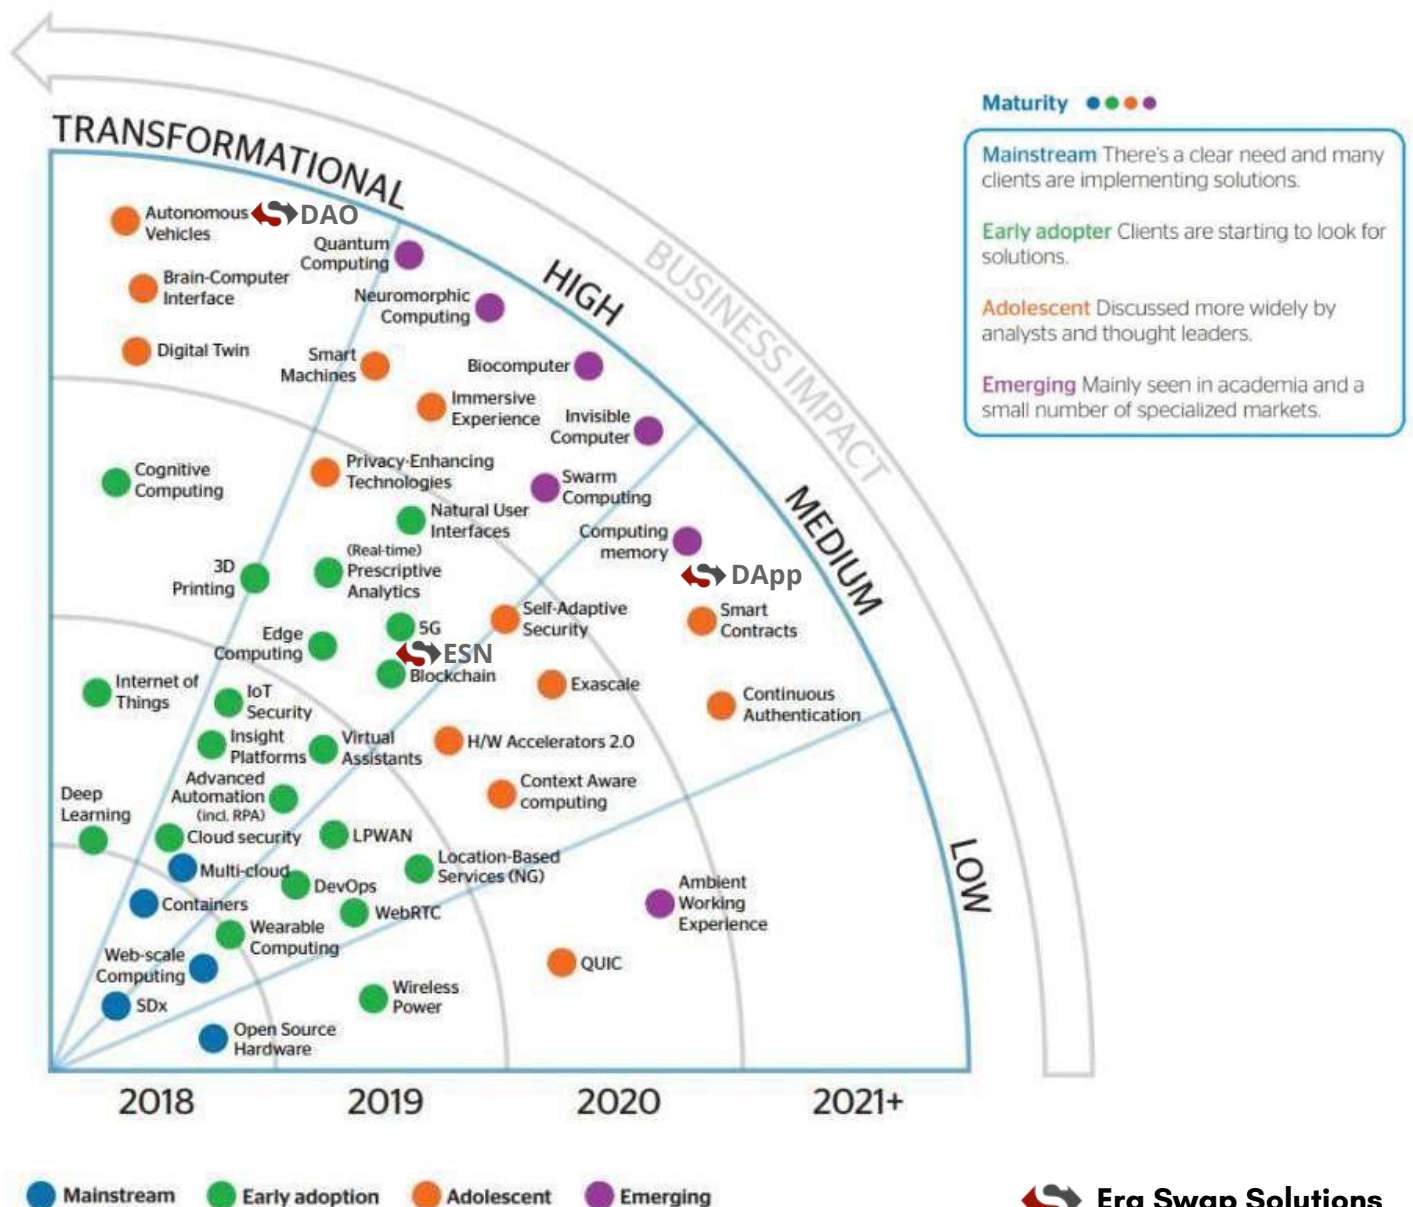 TRANSFORMATIONAL
HIGH
MEDIUM
LOW
BUSINESS IMPACT
Autonomous
Vehicles
DAO
Quantum
Computing
Brain-Computer
Interface
Neuromorphic
Computing
Digital Twin
Smart
Machines
Biocomputer
Immersive
Experience
Invisible
Computer
Cognitive
Computing
Privacy-Enhancing
Technologies
Swarm
Computing
Natural User
Interfaces
Computing
memory
(Real-time)
Prescriptive
Analytics
3D
Printing
DApp
Self-Adaptive
Security
Smart
Contracts
5G
Edge
Computing
ESN
Blockchain
Internet of
Things
IoT
Security
Exascale
Continuous
Authentication
Insight
Platforms
Virtual
Assistants
H/W Accelerators 2.0
Advanced
Automation
(incl. RPA)
Context Aware
computing
Deep
Learning
Cloud security
LPWAN
Multi-cloud
DevOps
Location-Based
Services (NG)
Containers
WebRTC
Ambient
Working
Experience
Wearable
Computing
Web-scale
Computing
QUIC
SDx
Wireless
Power
Open Source
Hardware
2018 2019 2020 2021+
Maturity
Mainstream There's a clear need and many
clients are implementing solutions.
Early adopter Clients are starting to look for
solutions.
Adolescent Discussed more widely by
analysts and thought leaders.
Emerging Mainly seen in academia and a
small number of specialized markets.
Mainstream Early adoption Adolescent Emerging
Era Swap Solutions